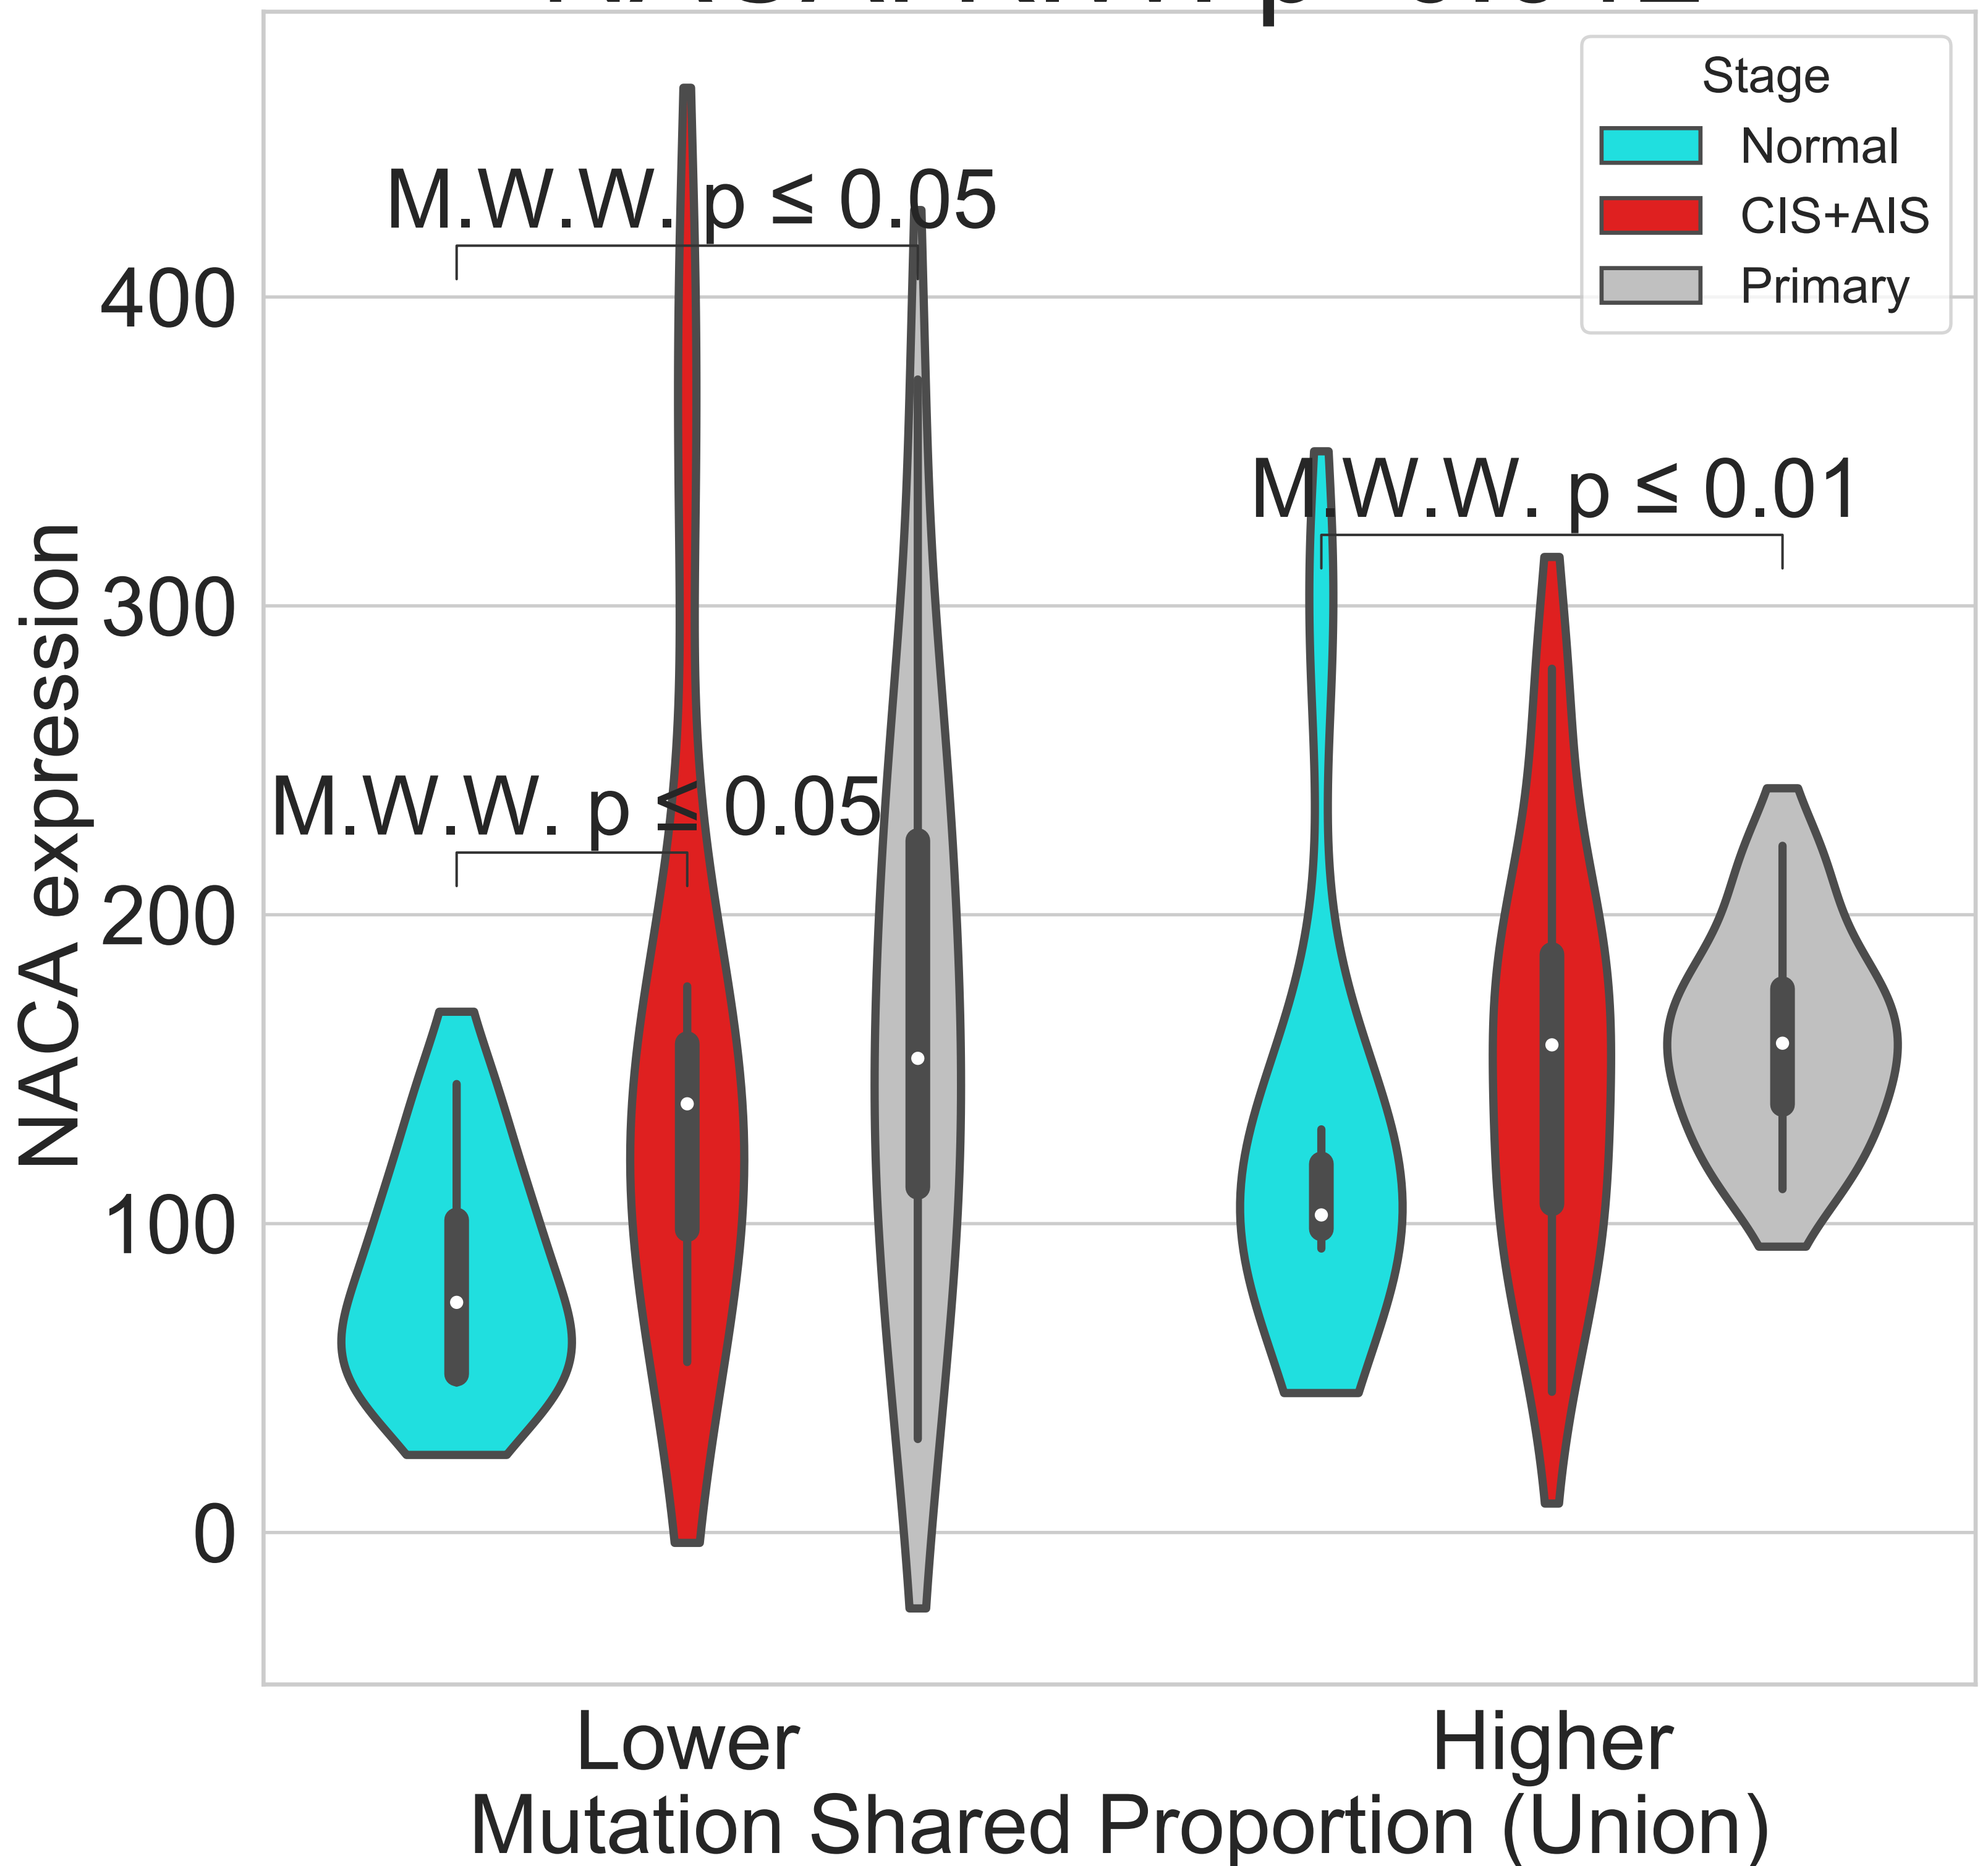 Stage
Normal
CIS+AIS
Primary
M.W.W. p ≤ 0.05
M.W.W. p ≤ 0.01
M.W.W. p ≤ 0.05
NACA expression
400
300
200
100
0
Lower
Higher
Mutation Shared Proportion (Union)